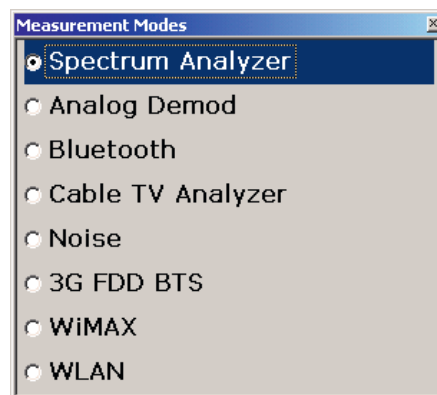 Measurement Modes
Spectrum Analyzer
Analog Demod
Bluetooth
Cable TV Analyzer
Noise
3G FDD BTS
WiMAX
WLAN